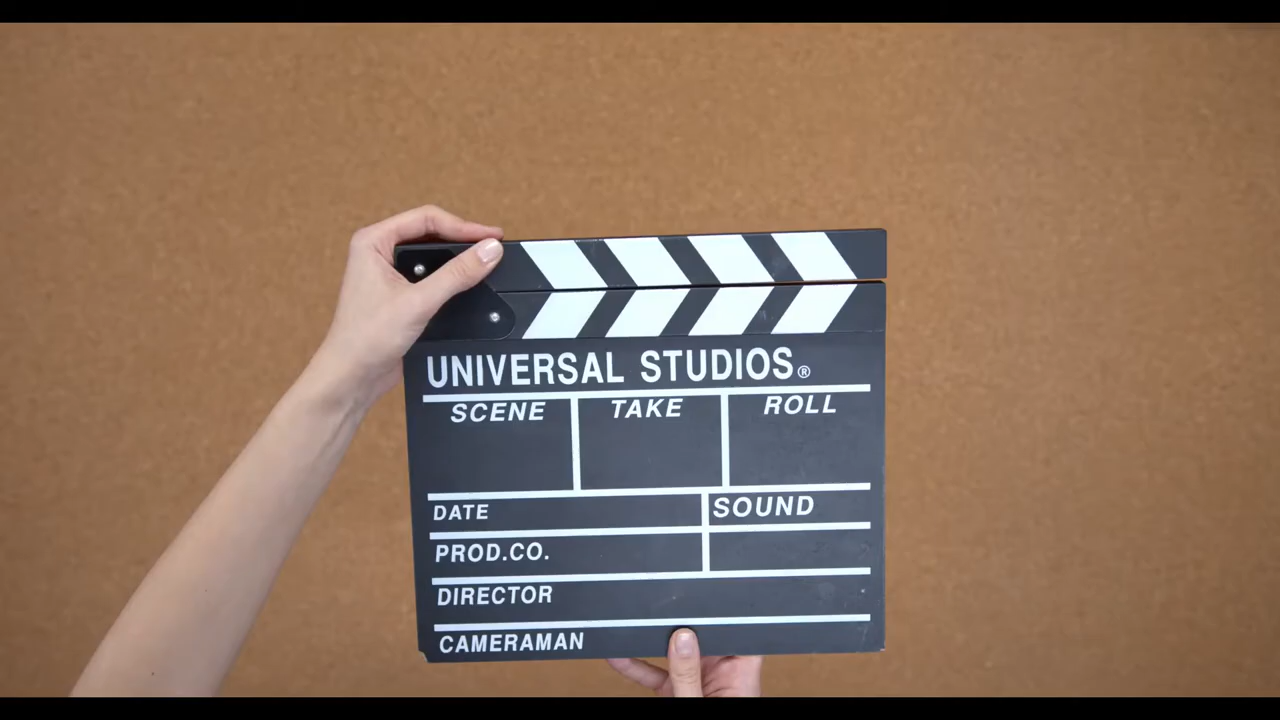 UNIVERSAL STUDIOS®
SCENE TAKE ROLL
DATE SOUND
PROD.CO.
DIRECTOR
CAMERAMAN